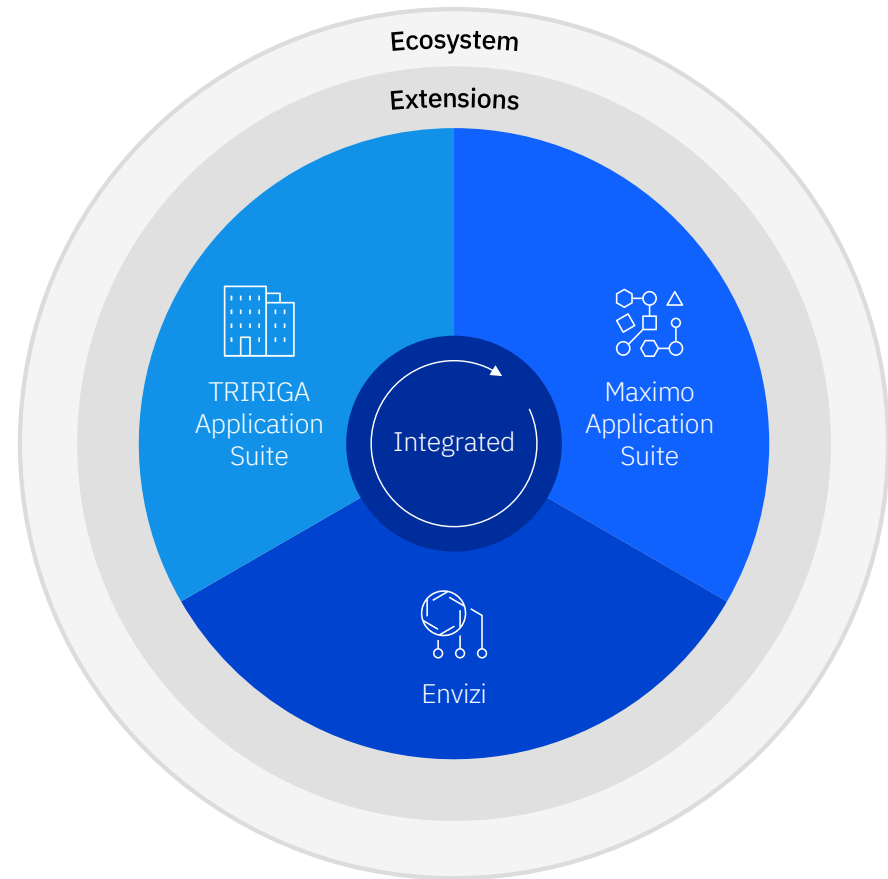 Ecosystem
Extensions
TRIRIGA
Application
Suite
Maximo
Application
Suite
Integrated
Envizi